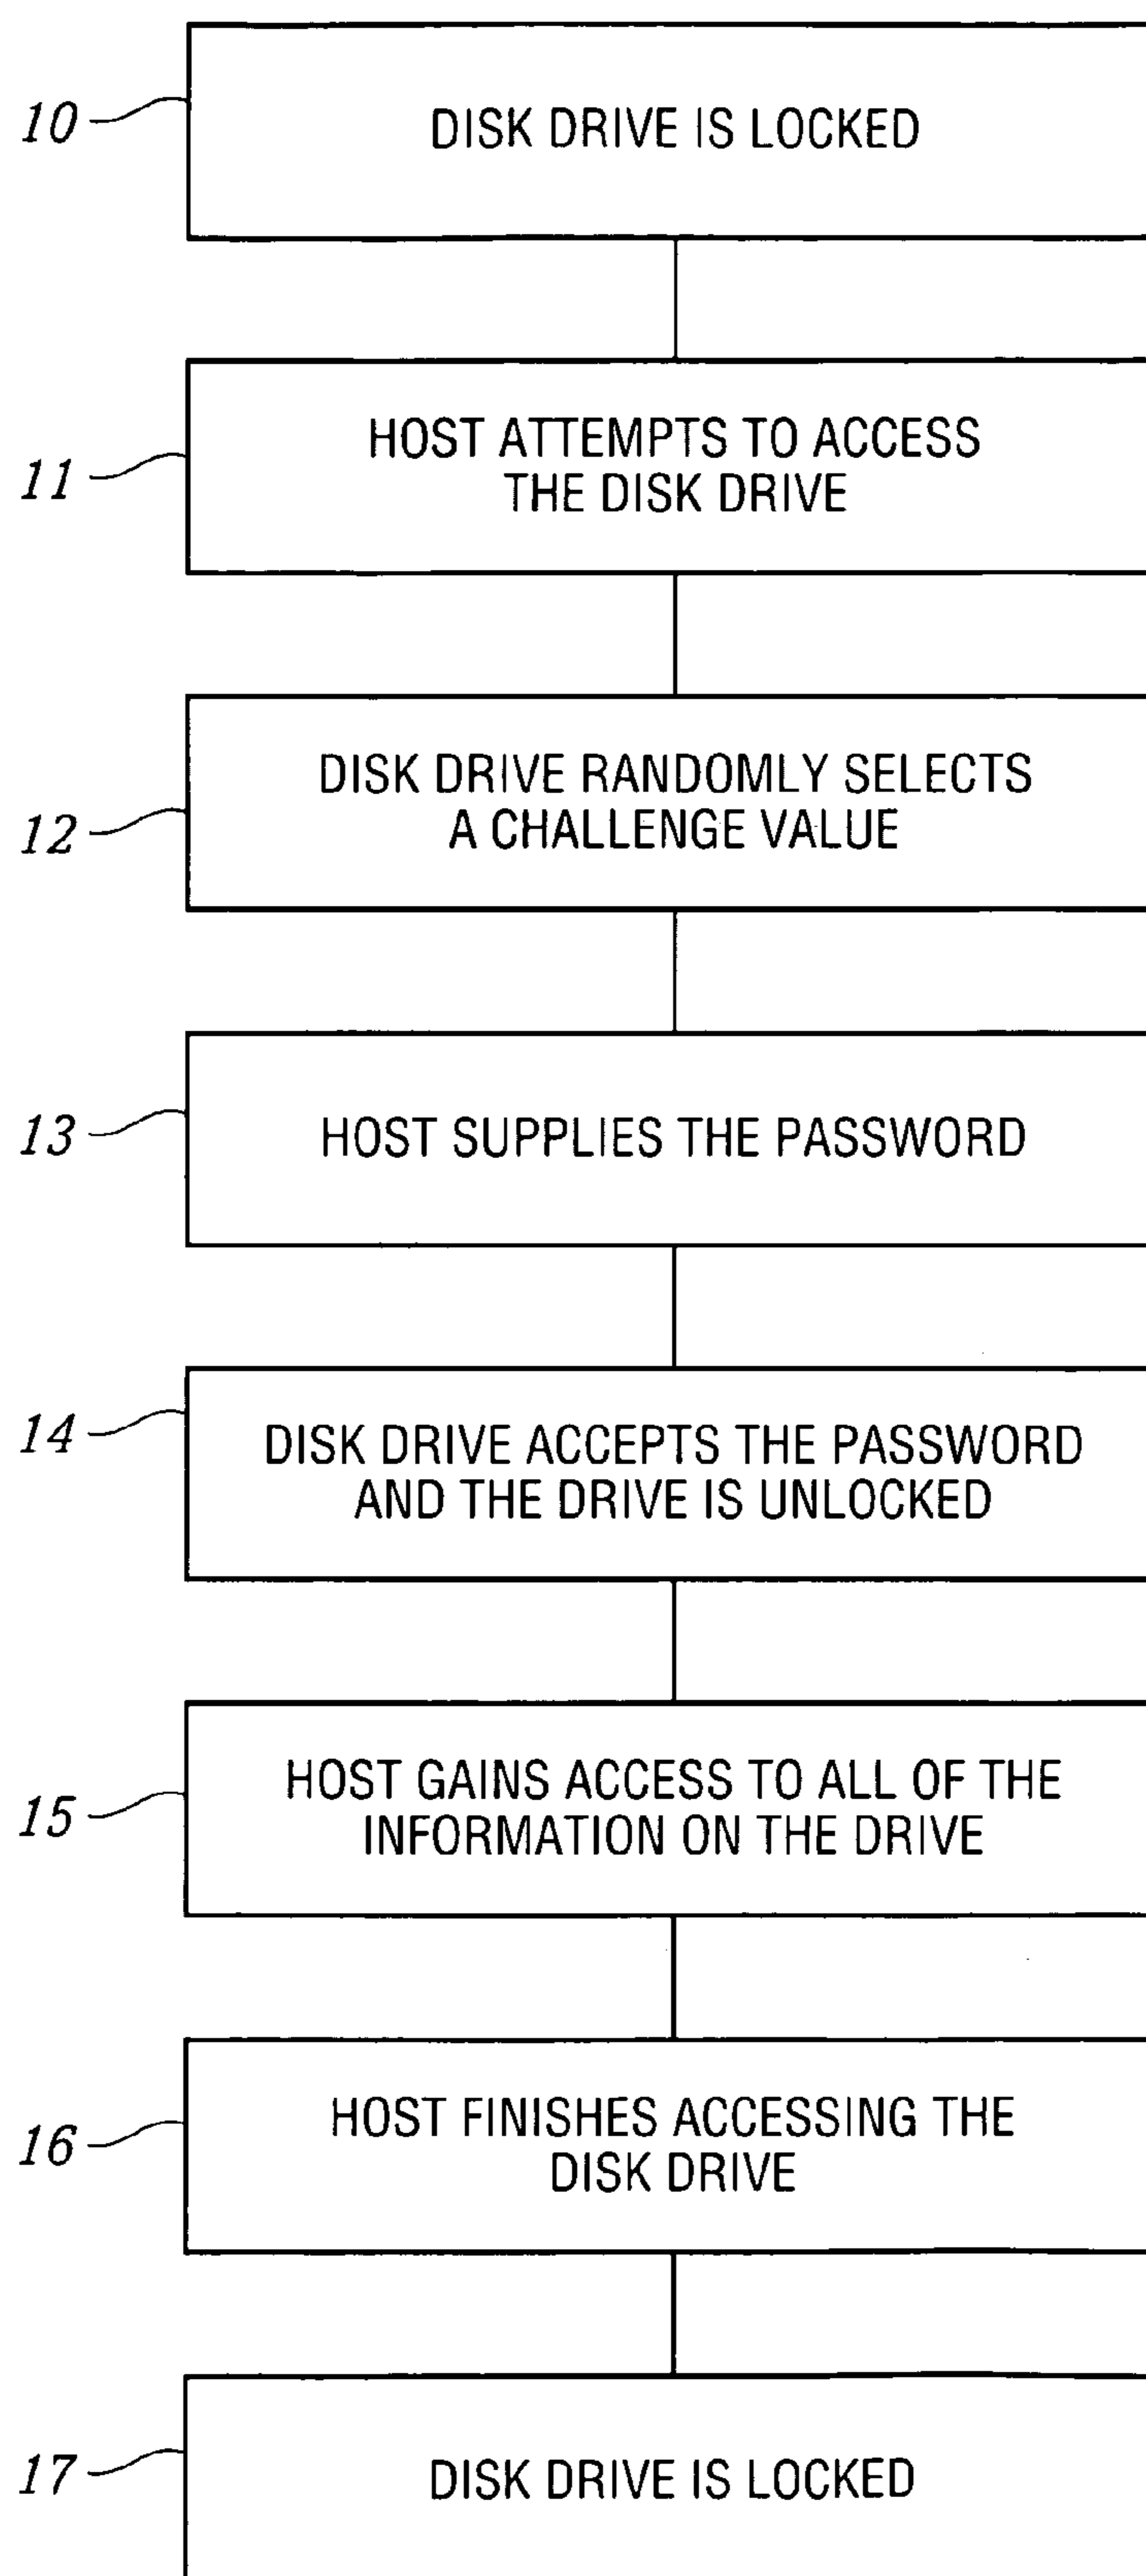 10
DISK DRIVE IS LOCKED
11
HOST ATTEMPTS TO ACCESS
THE DISK DRIVE
12
DISK DRIVE RANDOMLY SELECTS
A CHALLENGE VALUE
13
HOST SUPPLIES THE PASSWORD
14
DISK DRIVE ACCEPTS THE PASSWORD
AND THE DRIVE IS UNLOCKED
15
HOST GAINS ACCESS TO ALL OF THE
INFORMATION ON THE DRIVE
16
HOST FINISHES ACCESSING THE
DISK DRIVE
17
DISK DRIVE IS LOCKED